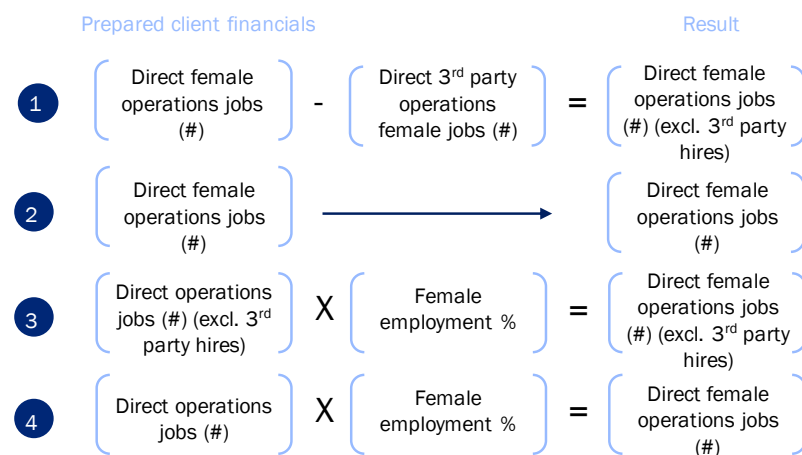 Prepared client financials
Result
1
Direct female
operations jobs
(#)
-
Direct 3rd party
operations
female jobs (#)
=
Direct female
operations jobs
(#) (excl. 3rd party
hires)
2
Direct female
operations jobs
(#)
Direct female
operations jobs
(#)
3
Direct operations
jobs (#) (excl. 3rd
party hires)
X
Female
employment %
=
Direct female
operations jobs
(#) (excl. 3rd party
hires)
4
Direct operations
jobs (#)
X
Female
employment %
=
Direct female
operations jobs
(#)